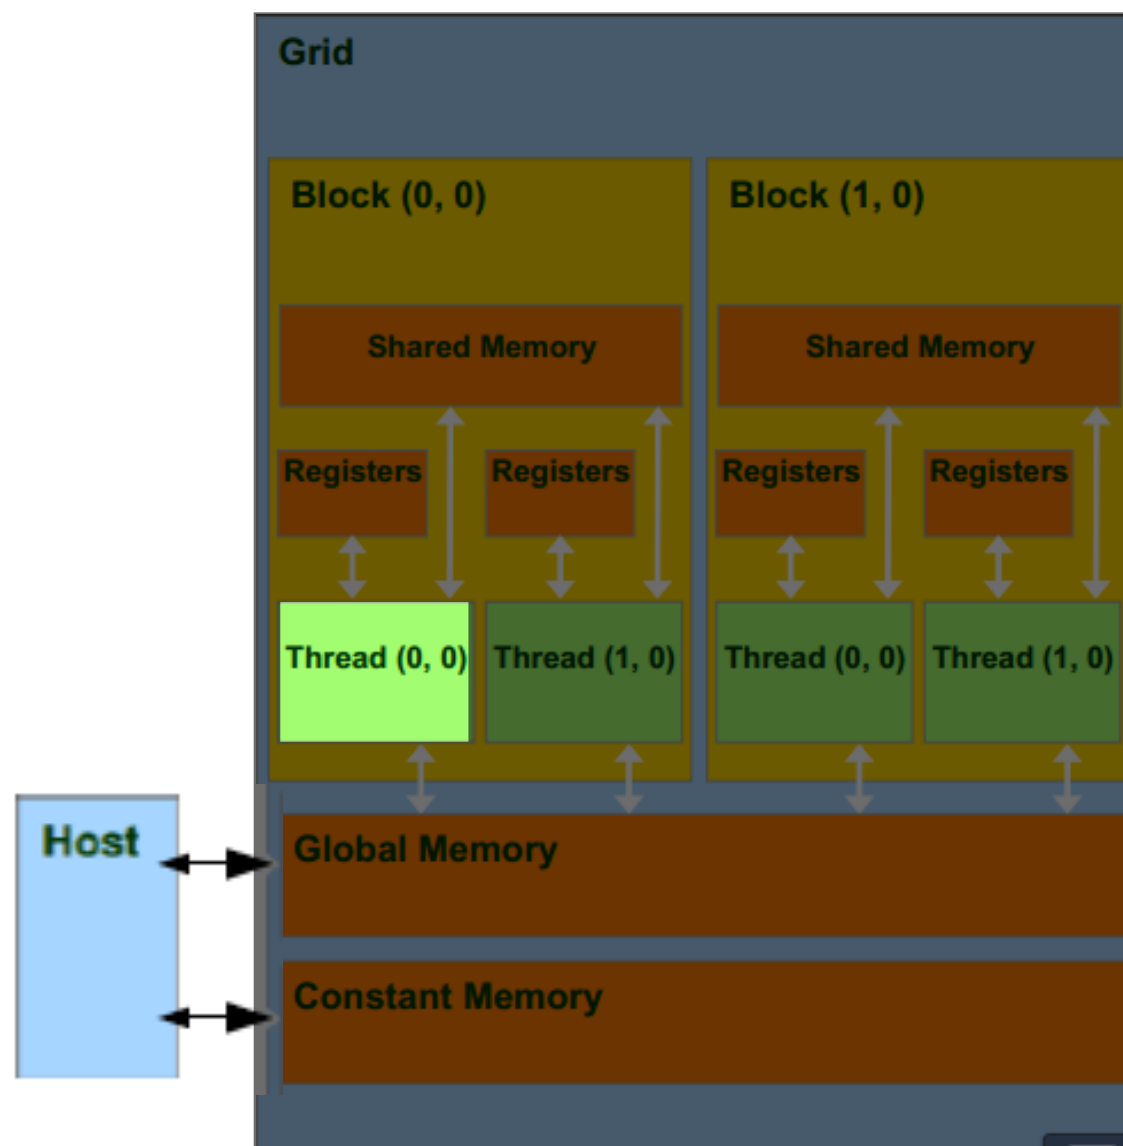 Grid
Block (0, 0)
Block (1, 0)
Shared Memory
Shared Memory
Registers
Registers
Registers
Registers
Thread (0, 0)
Thread (1, 0)
Thread (0, 0)
Thread (1, 0)
Host
Global Memory
Constant Memory